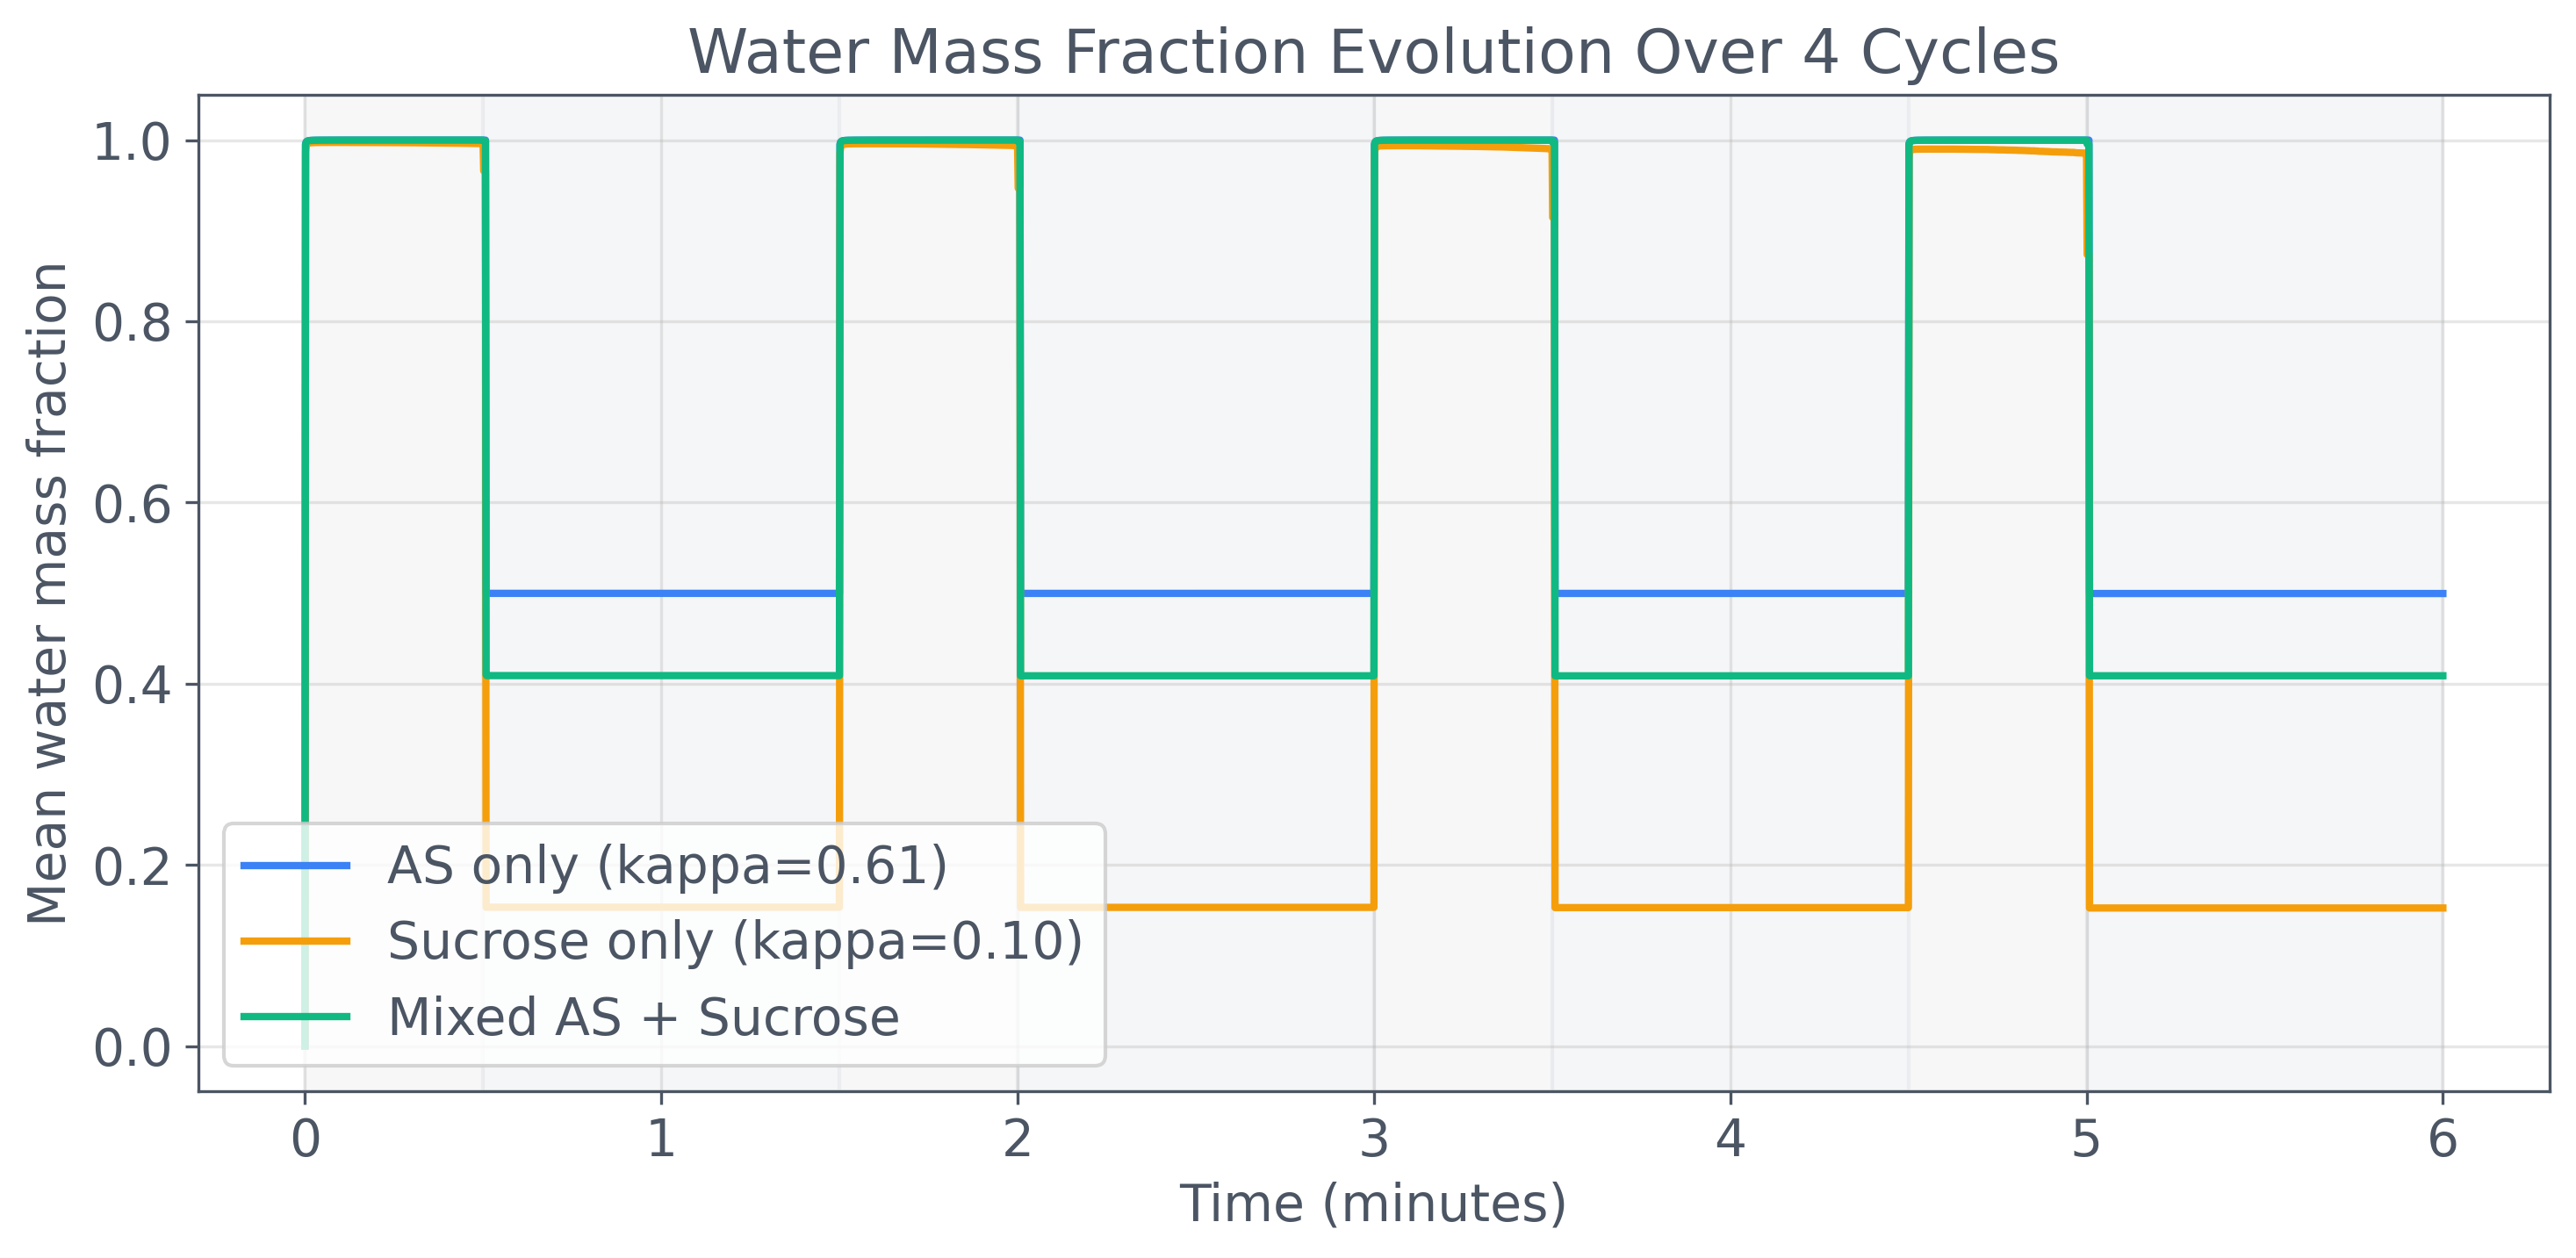 Water Mass Fraction Evolution Over 4 Cycles
Mean water mass fraction
1.0
0.8
0.6
0.4
0.2
0.0
AS only (kappa=0.61)
Sucrose only (kappa=0.10)
Mixed AS + Sucrose
0 1 2 3 4 5 6
Time (minutes)